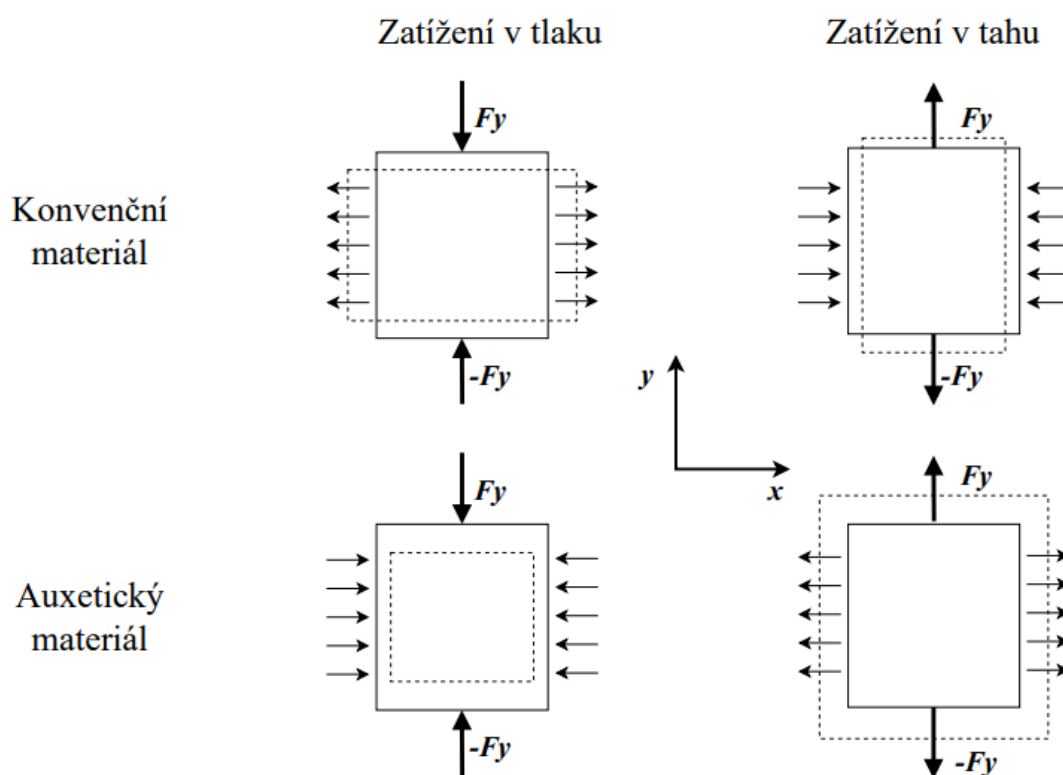 Zatížení v tlaku
Zatížení v tahu
Fy
Fy
Konvenční
materiál
-Fy
-Fy
y
x
Fy
Fy
Auxetický
materiál
-Fy
-Fy